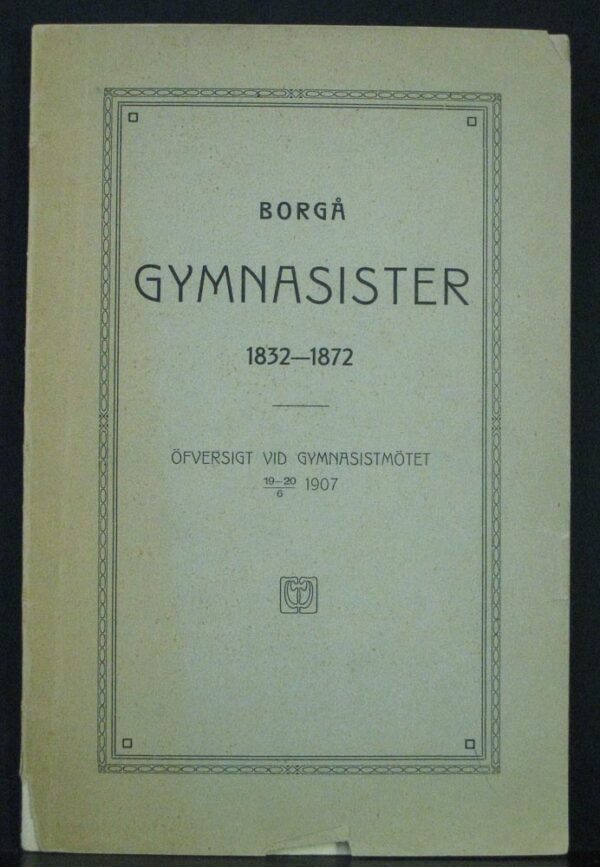 BORGÅ
GYMNASISTER
1832—1872
ÖFVERSIGT VID GYMNASISTMÖTET
19—20/6 1907